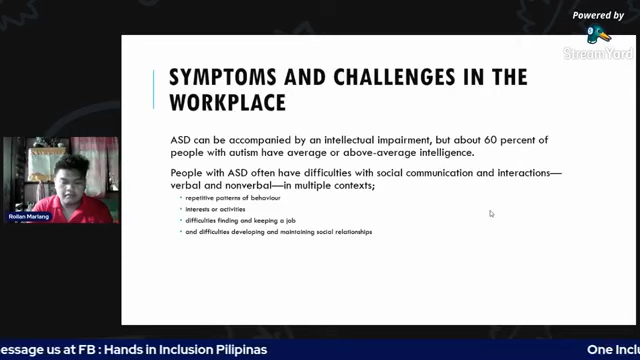 Powered by
StreamYard
SYMPTOMS AND CHALLENGES IN THE
WORKPLACE
ASD can be accompanied by an intellectual impairment, but about 60 percent of
people with autism have average or above-average intelligence.
People with ASD often have difficulties with social communication and interactions—
verbal and nonverbal—in multiple contexts;
• repetitive patterns of behaviour
• interests or activities
• difficulties finding and keeping a job
• and difficulties developing and maintaining social relationships
Rollan Mariang
essage us at FB : Hands in Inclusion Pilipinas
One Inclu